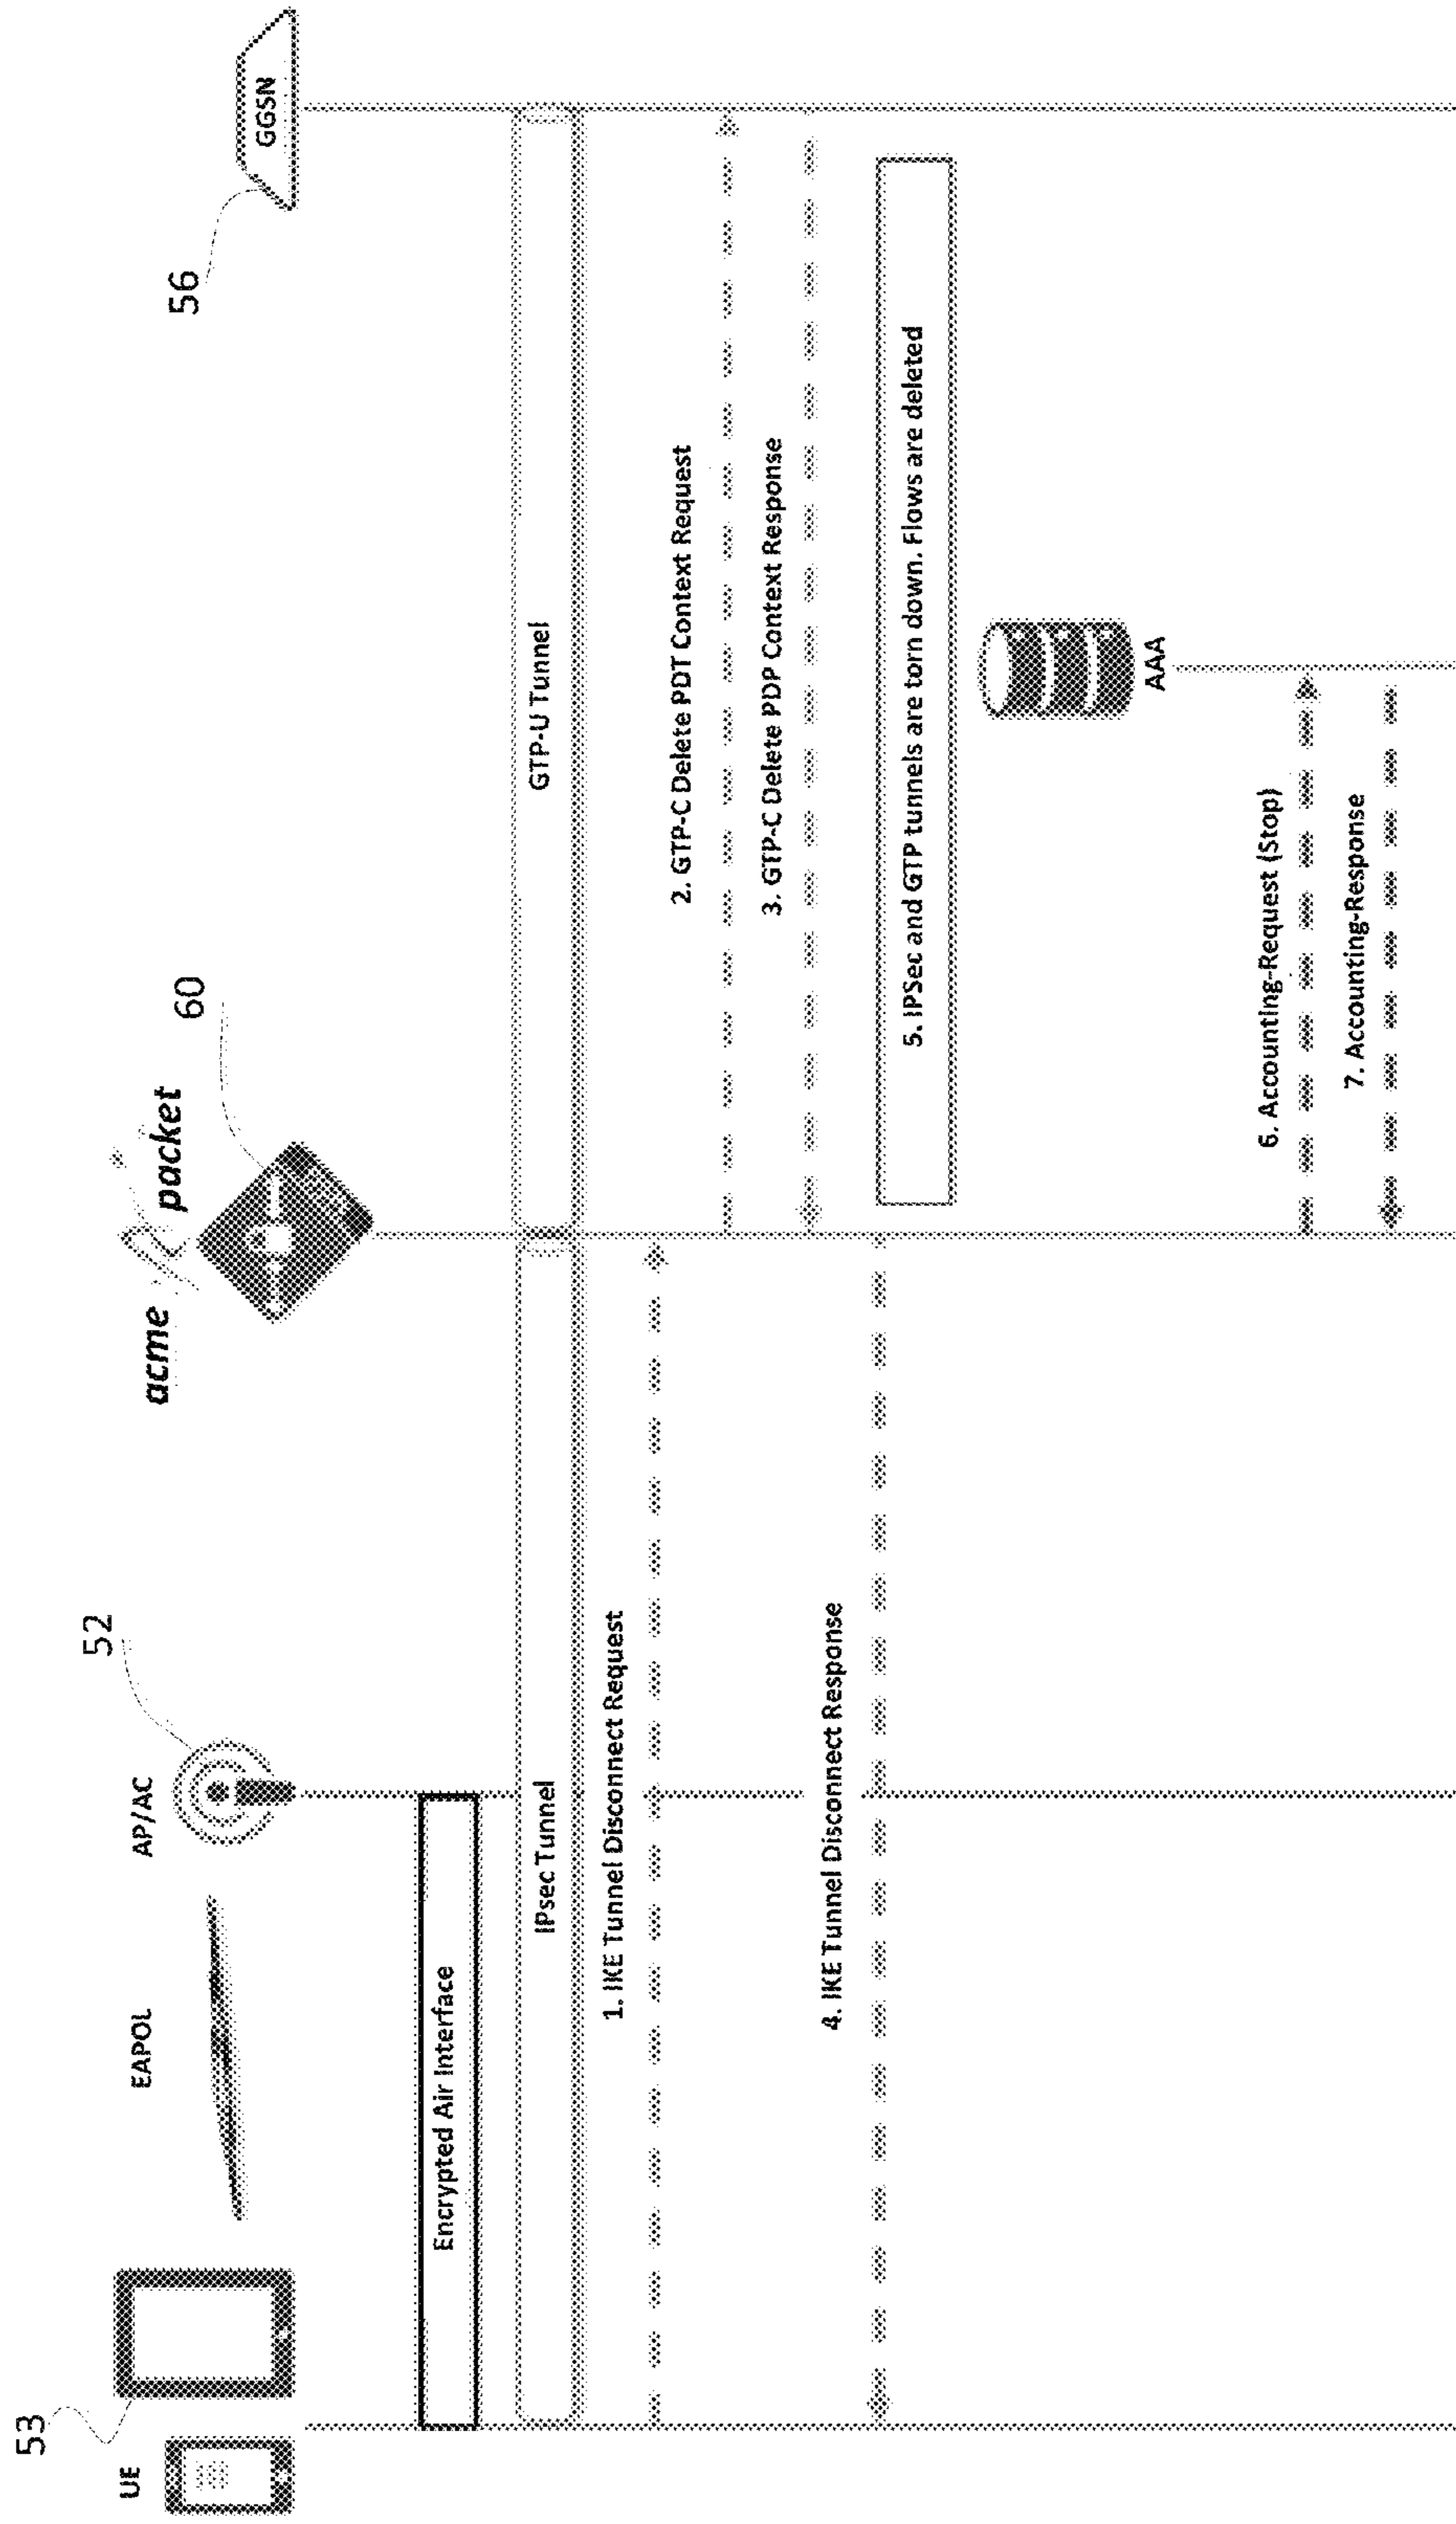 53
UE
EAPOL
AP/AC
52
acme packet
60
56
GGSN
Encrypted Air Interface
IPsec Tunnel
GTP-U Tunnel
1. IKE Tunnel Disconnect Request
2. GTP-C Delete PDT Context Request
3. GTP-C Delete PDP Context Response
4. IKE Tunnel Disconnect Response
5. IPSec and GTP tunnels are torn down. Flows are deleted
AAA
6. Accounting-Request (Stop)
7. Accounting-Response